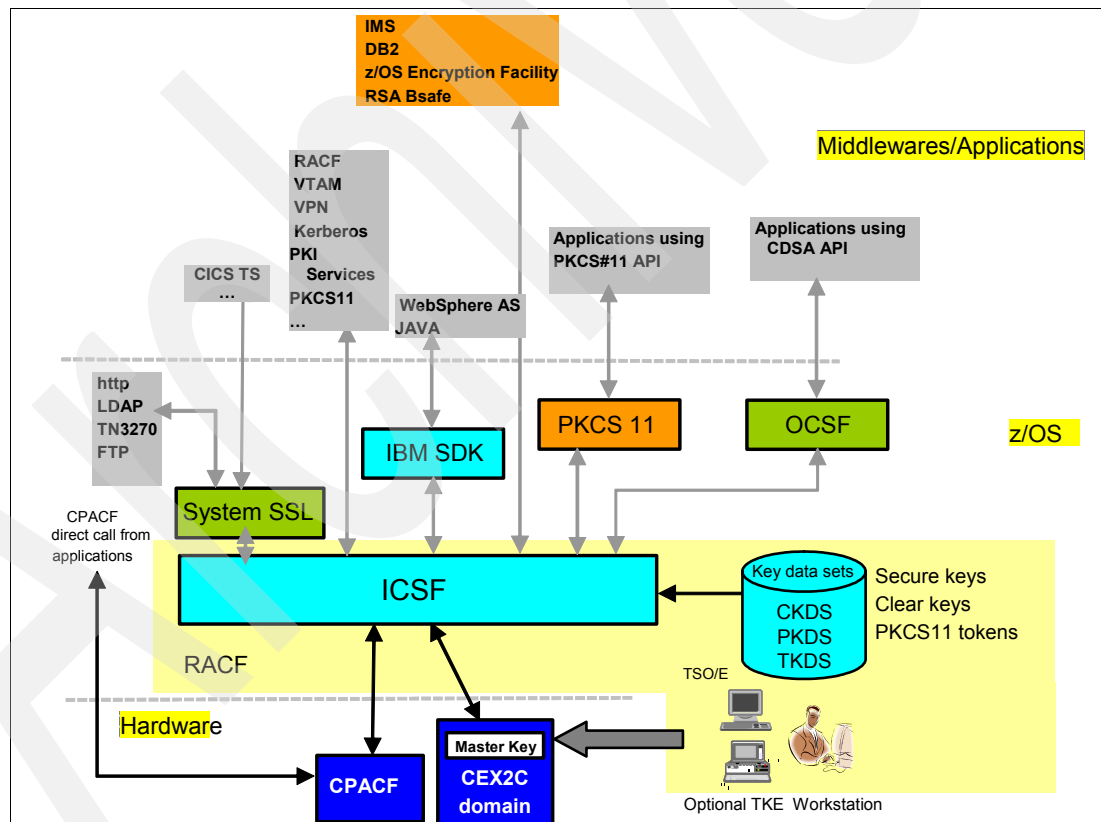 IMS
DB2
z/OS Encryption Facility
RSA Bsafe
Middlewares/Applications
RACF
VTAM
VPN
Kerberos
PKI
Services
PKCS11
...
Applications using
PKCS#11 API
Applications using
CDSA API
CICS TS
...
WebSphere AS
JAVA
http
LDAP
TN3270
FTP
IBM SDK
PKCS 11
OCSF
z/OS
System SSL
CPACF
direct call from
applications
ICSF
Key data sets
CKDS
PKDS
TKDS
Secure keys
Clear keys
PKCS11 tokens
RACF
TSO/E
Hardware
Master Key
CEX2C
domain
CPACF
Optional TKE Workstation